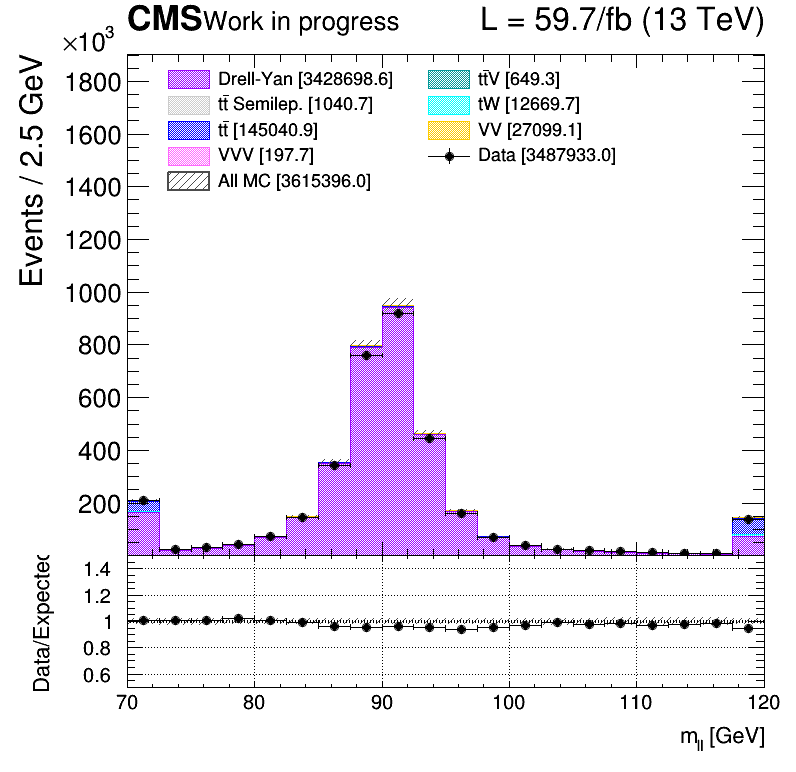 CMS Work in progress L = 59.7/fb (13 TeV)
×10³
Events / 2.5 GeV
1800
1600
1400
1200
1000
800
600
400
200
Drell-Yan [3428698.6]
tt̄ Semilep. [1040.7]
tt̄ [145040.9]
VVV [197.7]
All MC [3615396.0]
tt̄V [649.3]
tW [12669.7]
VV [27099.1]
Data [3487933.0]
Data/Expected
1.4
1.2
1
0.8
0.6
70 80 90 100 110 120
m_ll [GeV]